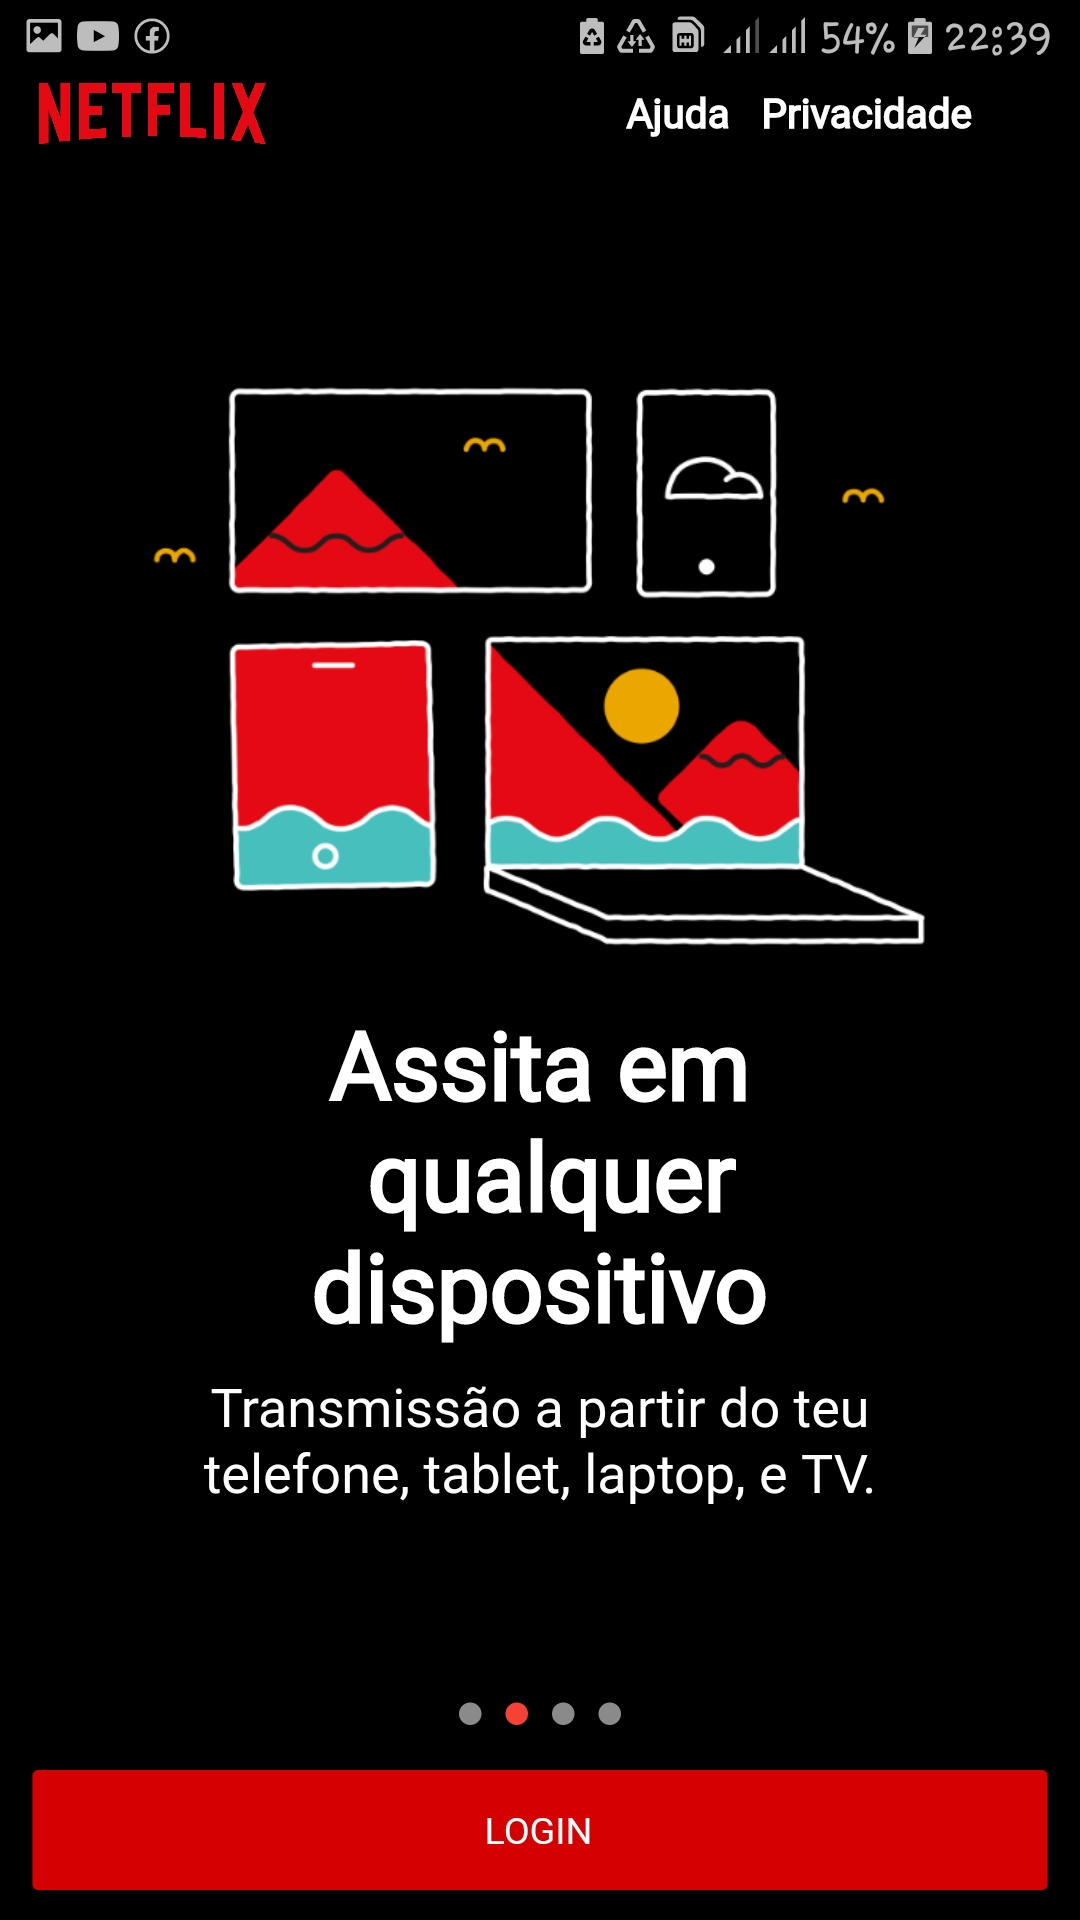 54% 22:39
NETFLIX Ajuda Privacidade
Assita em
qualquer
dispositivo
Transmissão a partir do teu
telefone, tablet, laptop, e TV.
LOGIN